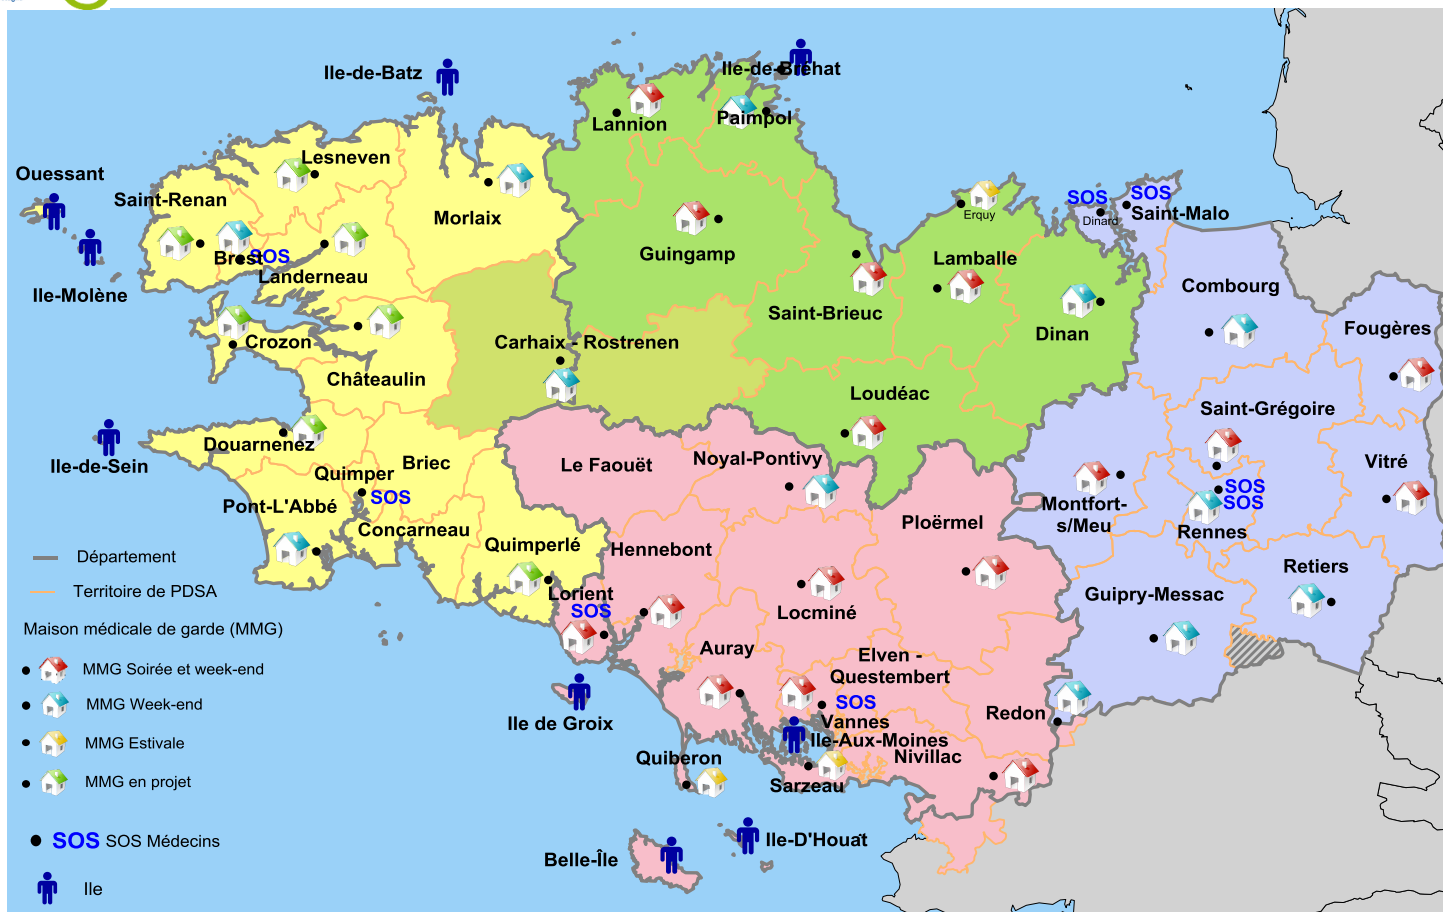 Ile-de-Batz
Ile-de-Bréhat
Lannion
Paimpol
Ouessant
Lesneven
Saint-Renan
Morlaix
SOS
SOS
Erquy
Dinard
Saint-Malo
Brest
SOS
Guingamp
Lamballe
Landerneau
Ile-Molène
Combourg
Saint-Brieuc
Dinan
Fougères
Crozon
Carhaix - Rostrenen
Châteaulin
Loudéac
Saint-Grégoire
Douarnenez
Ile-de-Sein
Briec
Le Faouët
Noyal-Pontivy
Vitré
Quimper
SOS
SOS
SOS
Pont-L'Abbé
Montfort-
s/Meu
Ploërmel
Concarneau
Rennes
Quimperlé
Hennebont
Département
Retiers
Territoire de PDSA
Lorient
SOS
Guipry-Messac
Locminé
Maison médicale de garde (MMG)
Auray
Elven -
Questembert
MMG Soirée et week-end
MMG Week-end
SOS
Vannes
Redon
Ile de Groix
Ile-Aux-Moines
MMG Estivale
Quiberon
Nivillac
MMG en projet
Sarzeau
SOS SOS Médecins
Ile-D'Houat
Belle-Île
Ile